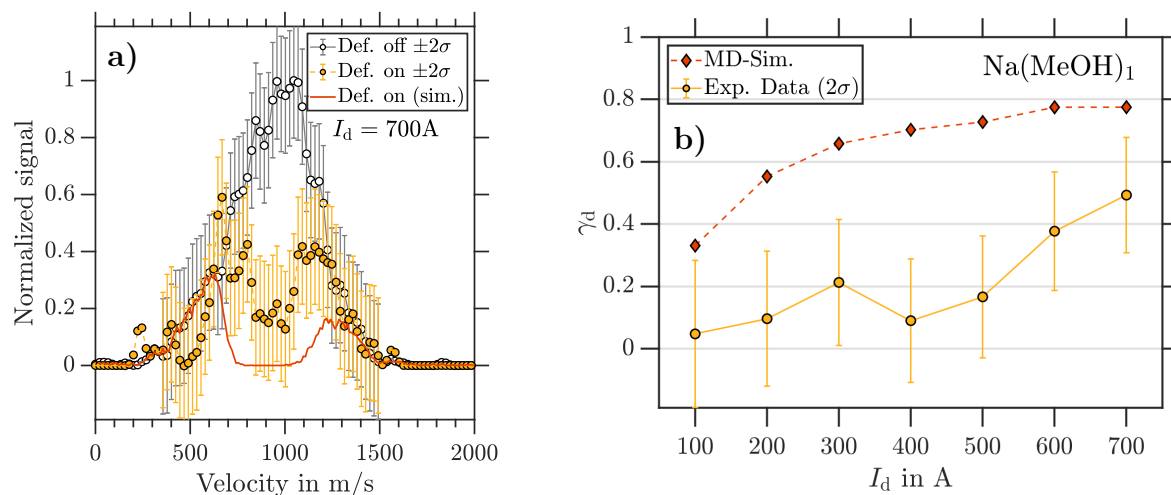 a)
Def. off ±2σ
Def. on ±2σ
Def. on (sim.)
I_d = 700A
Normalized signal
1
0.8
0.6
0.4
0.2
0
0 500 1000 1500 2000
Velocity in m/s
b)
MD-Sim.
Exp. Data (2σ)
Na(MeOH)₁
γ_d
1
0.8
0.6
0.4
0.2
0
100 200 300 400 500 600 700
I_d in A